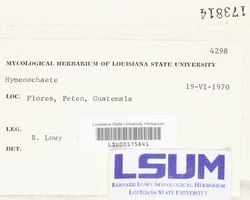 173814
4298
MYCOLOGICAL HERBARIUM OF LOUISIANA STATE UNIVERSITY
Hymenochaete
19-VI-1970
LOC. Flores, Peten, Guatemala
LEG.
B. Lowy
Louisiana State University Herbarium
LSU00175841
DET.
LSUM
BERNARD LOWY MYCOLOGICAL HERBARIUM
LOUISIANA STATE UNIVERSITY